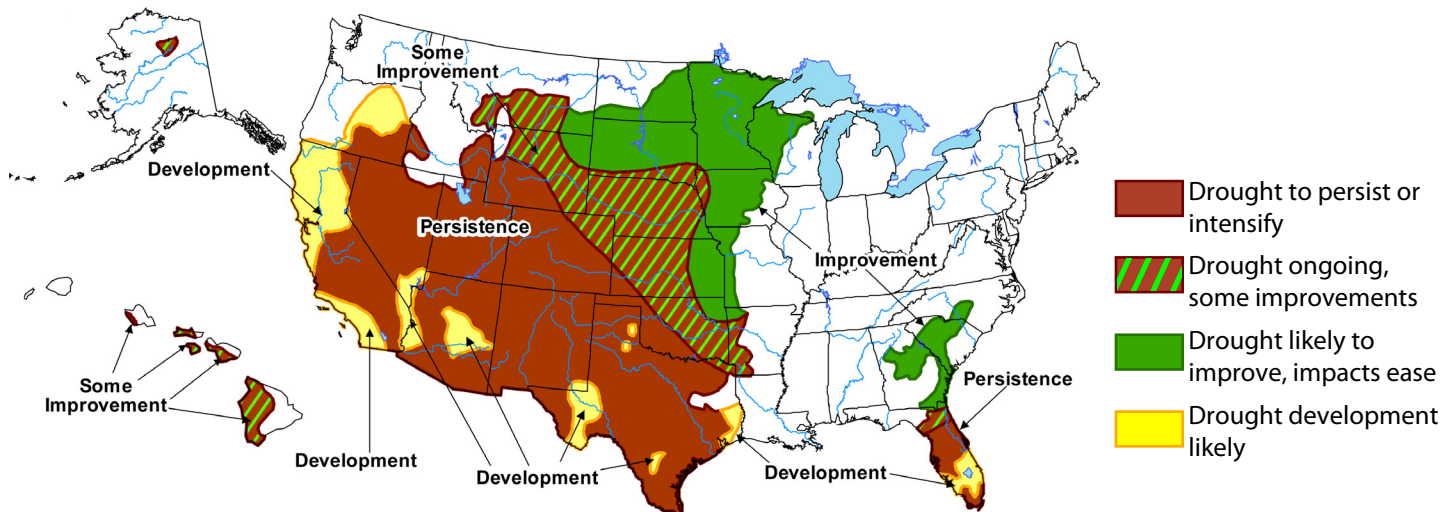 Some
Improvement
Development
Persistence
Improvement
Persistence
Some
Improvement
Development
Development
Development
Drought to persist or
intensify
Drought ongoing,
some improvements
Drought likely to
improve, impacts ease
Drought development
likely